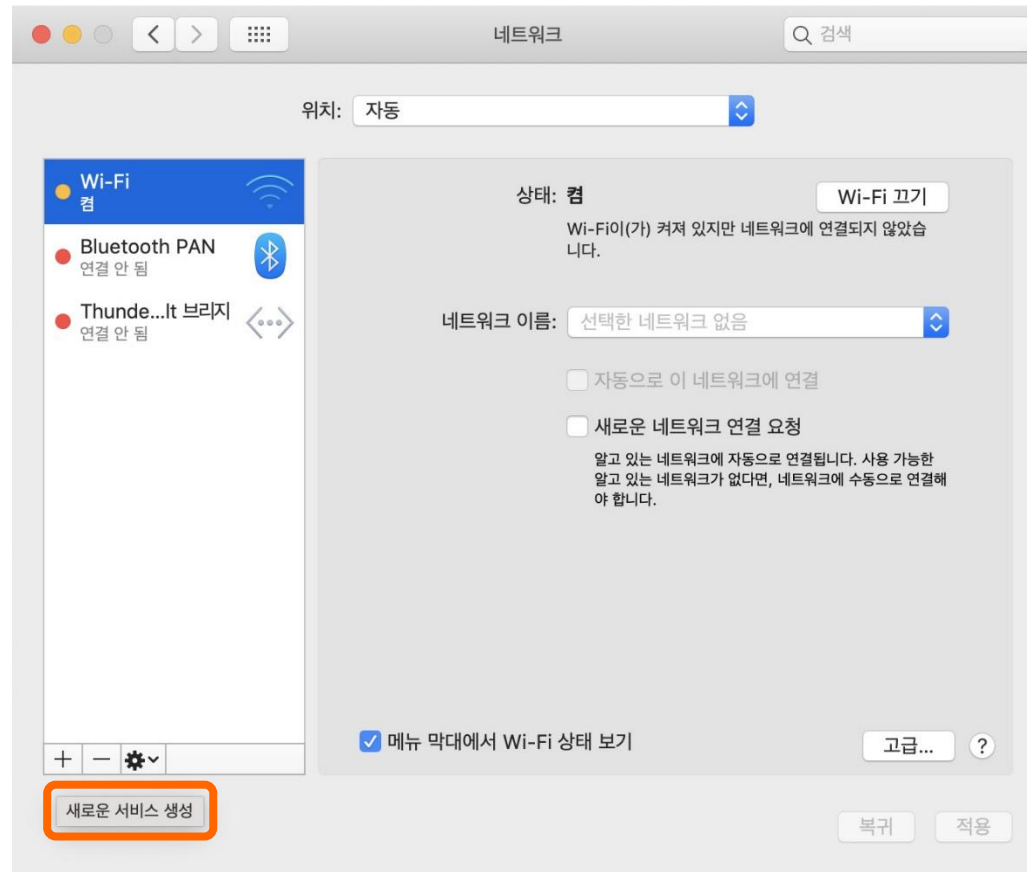 네트워크
검색
위치: 자동
Wi-Fi
켬
Bluetooth PAN
연결 안 됨
Thunde...lt 브리지
연결 안 됨
상태: 켬
Wi-Fi 끄기
Wi-Fi이(가) 켜져 있지만 네트워크에 연결되지 않았습
니다.
네트워크 이름: 선택한 네트워크 없음
자동으로 이 네트워크에 연결
새로운 네트워크 연결 요청
알고 있는 네트워크에 자동으로 연결됩니다. 사용 가능한
알고 있는 네트워크가 없다면, 네트워크에 수동으로 연결해
야 합니다.
메뉴 막대에서 Wi-Fi 상태 보기
고급... ?
새로운 서비스 생성
복귀
적용